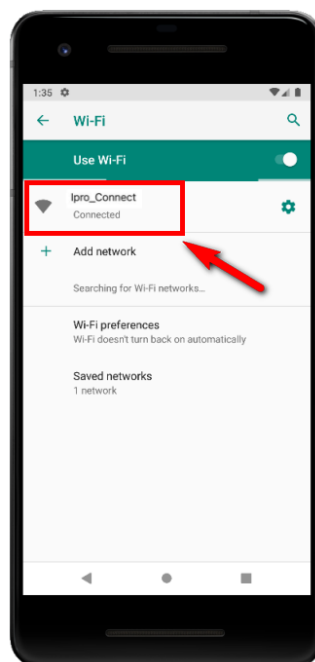 1:35
Wi-Fi
Use Wi-Fi
Ipro_Connect
Connected
Add network
Searching for Wi-Fi networks…
Wi-Fi preferences
Wi-Fi doesn't turn back on automatically
Saved networks
1 network